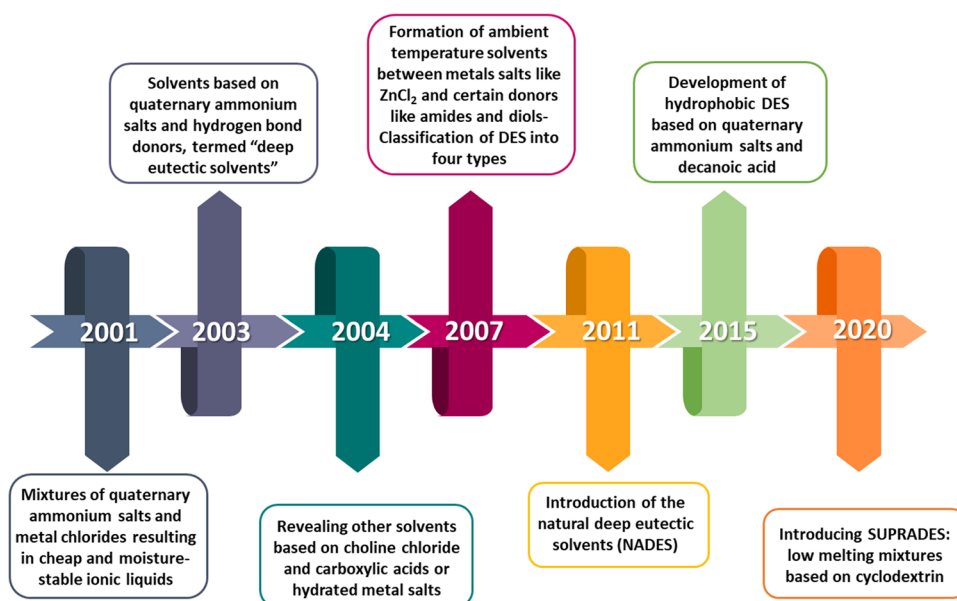 Solvents based on
quaternary ammonium
salts and hydrogen bond
donors, termed “deep
eutectic solvents”
Formation of ambient
temperature solvents
between metals salts like
ZnCl₂ and certain donors
like amides and diols-
Classification of DES into
four types
Development of
hydrophobic DES
based on quaternary
ammonium salts and
decanoic acid
2001
2003
2004
2007
2011
2015
2020
Mixtures of quaternary
ammonium salts and
metal chlorides resulting
in cheap and moisture-
stable ionic liquids
Revealing other solvents
based on choline chloride
and carboxylic acids or
hydrated metal salts
Introduction of the
natural deep eutectic
solvents (NADES)
Introducing SUPRADES:
low melting mixtures
based on cyclodextrin